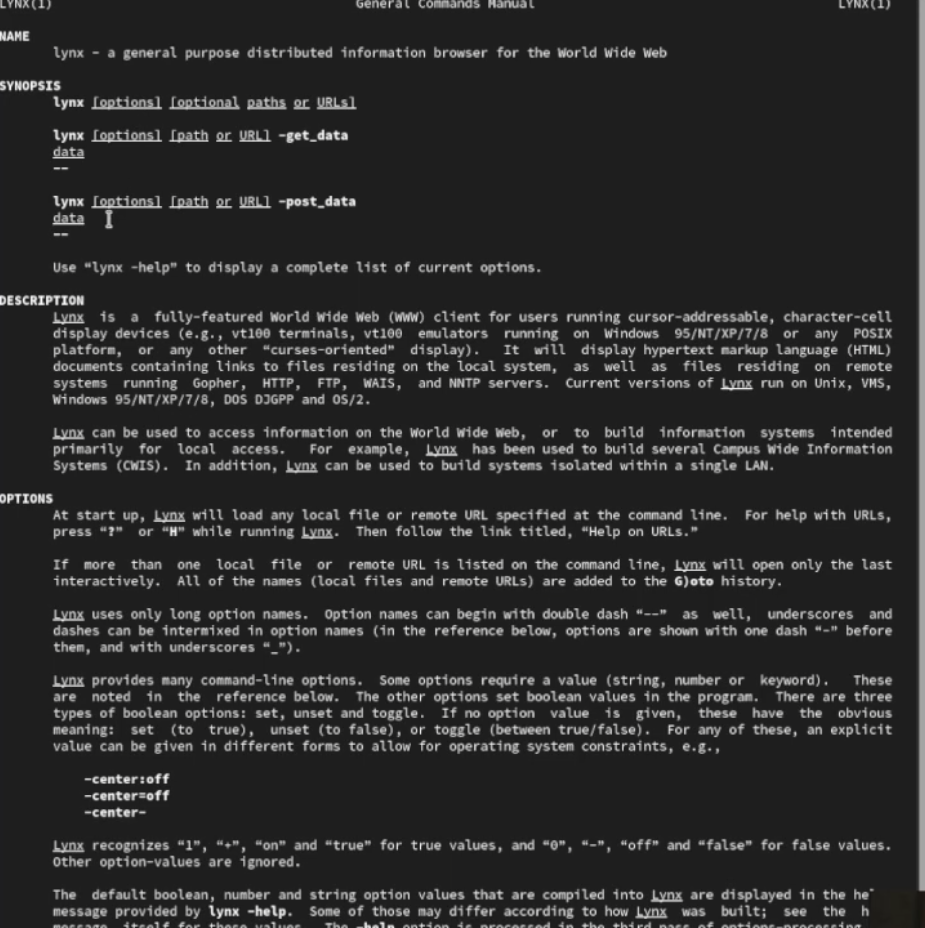 LYNX(1) General Commands Manual LYNX(1)
NAME
lynx - a general purpose distributed information browser for the World Wide Web
SYNOPSIS
lynx [options] [optional paths or URLs]
lynx [options] [path or URL] -get_data
data
--
lynx [options] [path or URL] -post_data
data
--
Use “lynx -help” to display a complete list of current options.
DESCRIPTION
Lynx is a fully-featured World Wide Web (WWW) client for users running cursor-addressable, character-cell
display devices (e.g., vt100 terminals, vt100 emulators running on Windows 95/NT/XP/7/8 or any POSIX
platform, or any other “curses-oriented” display). It will display hypertext markup language (HTML)
documents containing links to files residing on the local system, as well as files residing on remote
systems running Gopher, HTTP, FTP, WAIS, and NNTP servers. Current versions of Lynx run on Unix, VMS,
Windows 95/NT/XP/7/8, DOS DJGPP and OS/2.
Lynx can be used to access information on the World Wide Web, or to build information systems intended
primarily for local access. For example, Lynx has been used to build several Campus Wide Information
Systems (CWIS). In addition, Lynx can be used to build systems isolated within a single LAN.
OPTIONS
At start up, Lynx will load any local file or remote URL specified at the command line. For help with URLs,
press “?” or “H” while running Lynx. Then follow the link titled, “Help on URLs.”
If more than one local file or remote URL is listed on the command line, Lynx will open only the last
interactively. All of the names (local files and remote URLs) are added to the G)oto history.
Lynx uses only long option names. Option names can begin with double dash “--” as well, underscores and
dashes can be intermixed in option names (in the reference below, options are shown with one dash “-” before
them, and with underscores “_”).
Lynx provides many command-line options. Some options require a value (string, number or keyword). These
are noted in the reference below. The other options set boolean values in the program. There are three
types of boolean options: set, unset and toggle. If no option value is given, these have the obvious
meaning: set (to true), unset (to false), or toggle (between true/false). For any of these, an explicit
value can be given in different forms to allow for operating system constraints, e.g.,
-center:off
-center=off
-center-
Lynx recognizes “1”, “+”, “on” and “true” for true values, and “0”, “-”, “off” and “false” for false values.
Other option-values are ignored.
The default boolean, number and string option values that are compiled into Lynx are displayed in the
message provided by lynx -help. Some of those may differ according to how Lynx was built; see the
message itself for these values. The -help option is processed in the third pass of options-processing